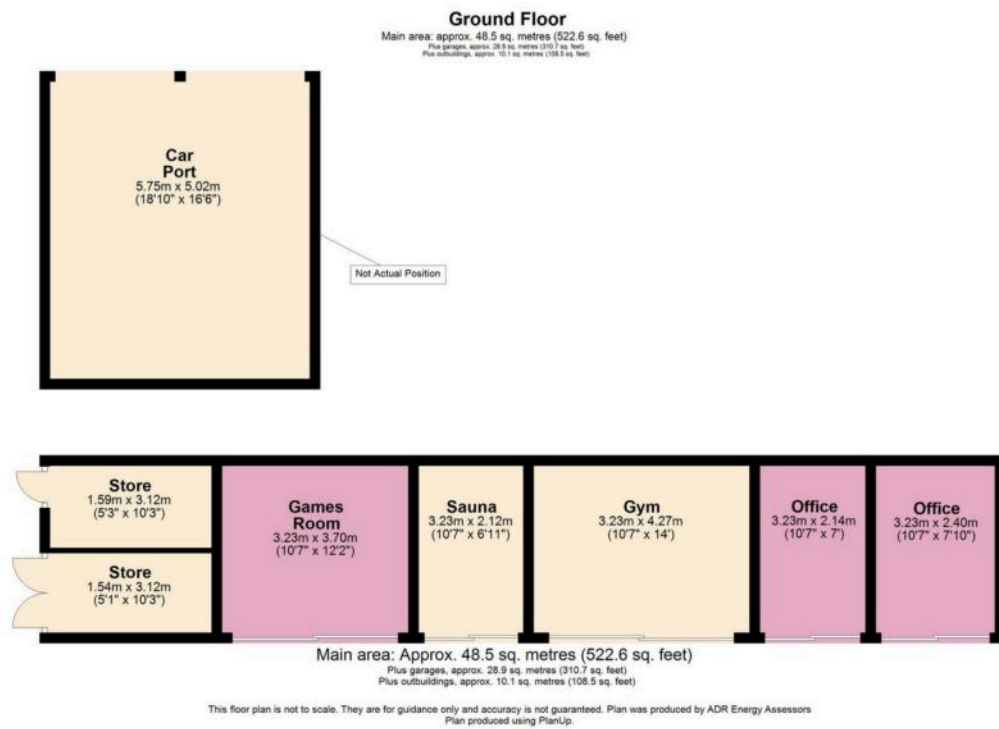 Ground Floor
Main area: approx. 48.5 sq. metres (522.6 sq. feet)
Plus garages, approx. 28.9 sq. metres (310.7 sq. feet)
Plus outbuildings, approx. 10.1 sq. metres (108.5 sq. feet)
Car
Port
5.75m x 5.02m
(18'10" x 16'6")
Not Actual Position
Store
1.59m x 3.12m
(5'3" x 10'3")
Store
1.54m x 3.12m
(5'1" x 10'3")
Games
Room
3.23m x 3.70m
(10'7" x 12'2")
Sauna
3.23m x 2.12m
(10'7" x 6'11")
Gym
3.23m x 4.27m
(10'7" x 14')
Office
3.23m x 2.14m
(10'7" x 7')
Office
3.23m x 2.40m
(10'7" x 7'10")
Main area: Approx. 48.5 sq. metres (522.6 sq. feet)
Plus garages, approx. 28.9 sq. metres (310.7 sq. feet)
Plus outbuildings, approx. 10.1 sq. metres (108.5 sq. feet)
This floor plan is not to scale. They are for guidance only and accuracy is not guaranteed. Plan was produced by ADR Energy Assessors
Plan produced using PlanUp.